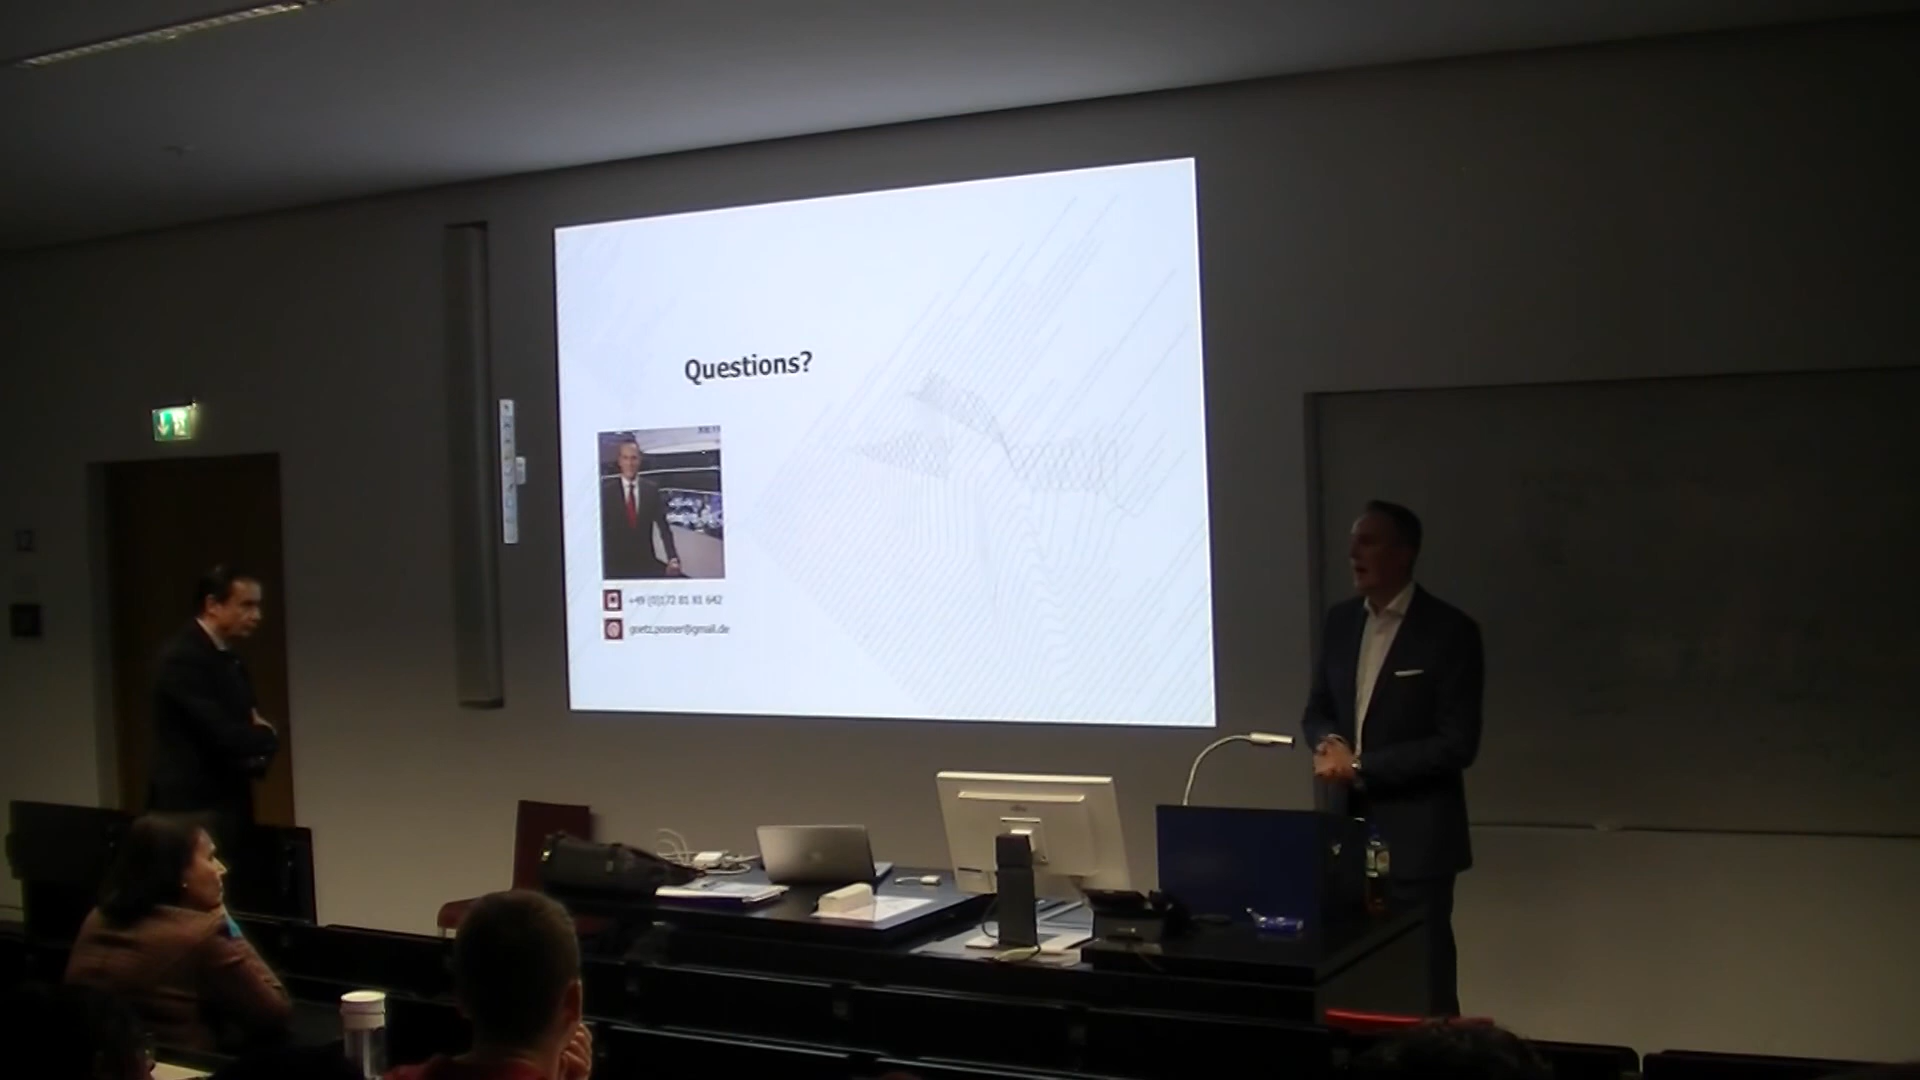 Questions?
+49 (0)172 81 81 642
goetz.posner@gmail.de